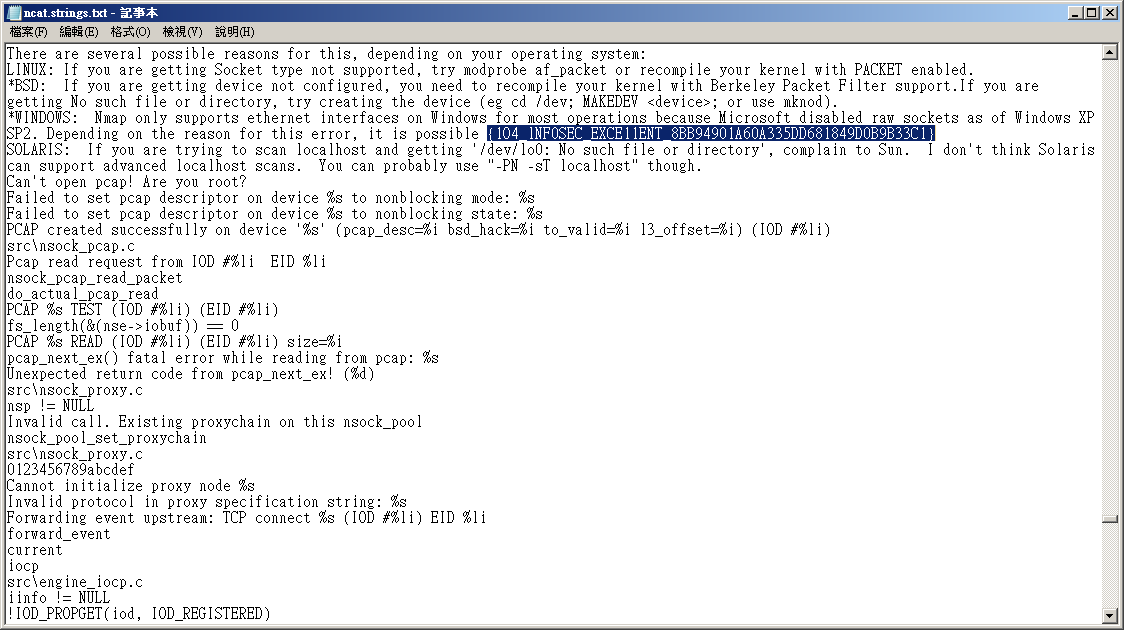 ncat.strings.txt - 記事本
檔案(F) 編輯(E) 格式(O) 檢視(V) 說明(H)
There are several possible reasons for this, depending on your operating system:
LINUX: If you are getting Socket type not supported, try modprobe af_packet or recompile your kernel with PACKET enabled.
*BSD:  If you are getting device not configured, you need to recompile your kernel with Berkeley Packet Filter support.If you are
getting No such file or directory, try creating the device (eg cd /dev; MAKEDEV <device>; or use mknod).
*WINDOWS:  Nmap only supports ethernet interfaces on Windows for most operations because Microsoft disabled raw sockets as of Windows XP
SP2. Depending on the reason for this error, it is possible {104_1NF0SEC_EXCE11ENT_8BB94901A60A335DD681849D0B9B33C1}
SOLARIS:  If you are trying to scan localhost and getting '/dev/lo0: No such file or directory', complain to Sun.  I don't think Solaris
can support advanced localhost scans.  You can probably use "-PN -sT localhost" though.
Can't open pcap! Are you root?
Failed to set pcap descriptor on device %s to nonblocking mode: %s
Failed to set pcap descriptor on device %s to nonblocking state: %s
PCAP created successfully on device '%s' (pcap_desc=%i bsd_hack=%i to_valid=%i l3_offset=%i) (IOD #%li)
src\nsock_pcap.c
Pcap read request from IOD #%li  EID %li
nsock_pcap_read_packet
do_actual_pcap_read
PCAP %s TEST (IOD #%li) (EID #%li)
fs_length(&(nse->iobuf)) == 0
PCAP %s READ (IOD #%li) (EID #%li) size=%i
pcap_next_ex() fatal error while reading from pcap: %s
Unexpected return code from pcap_next_ex! (%d)
src\nsock_proxy.c
nsp != NULL
Invalid call. Existing proxychain on this nsock_pool
nsock_pool_set_proxychain
src\nsock_proxy.c
0123456789abcdef
Cannot initialize proxy node %s
Invalid protocol in proxy specification string: %s
Forwarding event upstream: TCP connect %s (IOD #%li) EID %li
forward_event
current
iocp
src\engine_iocp.c
iinfo != NULL
!IOD_PROPGET(iod, IOD_REGISTERED)